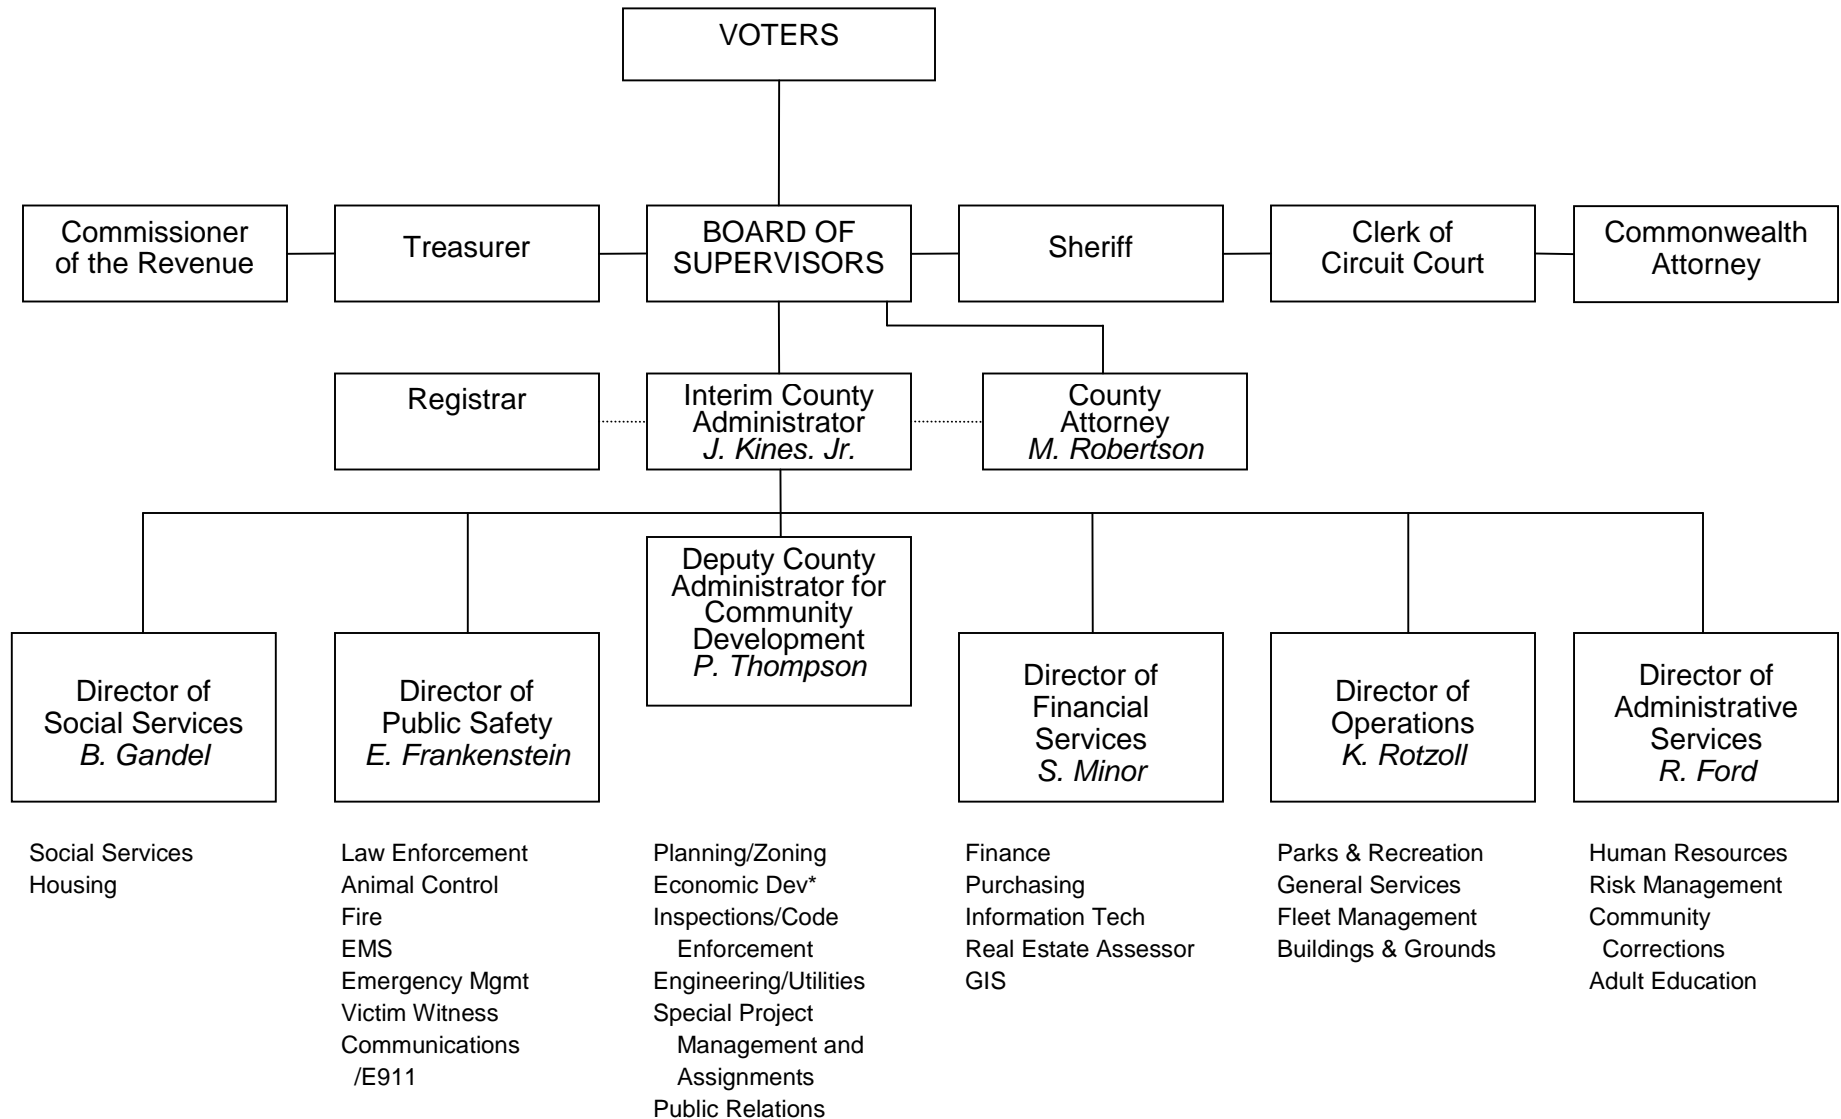 VOTERS
Commissioner
of the Revenue
Treasurer
BOARD OF
SUPERVISORS
Sheriff
Clerk of
Circuit Court
Commonwealth
Attorney
Registrar
Interim County
Administrator
J. Kines. Jr.
County
Attorney
M. Robertson
Deputy County
Administrator for
Community
Development
P. Thompson
Director of
Social Services
B. Gandel
Director of
Public Safety
E. Frankenstein
Director of
Financial
Services
S. Minor
Director of
Operations
K. Rotzoll
Director of
Administrative
Services
R. Ford
Social Services
Housing
Law Enforcement
Animal Control
Fire
EMS
Emergency Mgmt
Victim Witness
Communications
/E911
Planning/Zoning
Economic Dev*
Inspections/Code
Enforcement
Engineering/Utilities
Special Project
Management and
Assignments
Public Relations
Finance
Purchasing
Information Tech
Real Estate Assessor
GIS
Parks & Recreation
General Services
Fleet Management
Buildings & Grounds
Human Resources
Risk Management
Community
Corrections
Adult Education